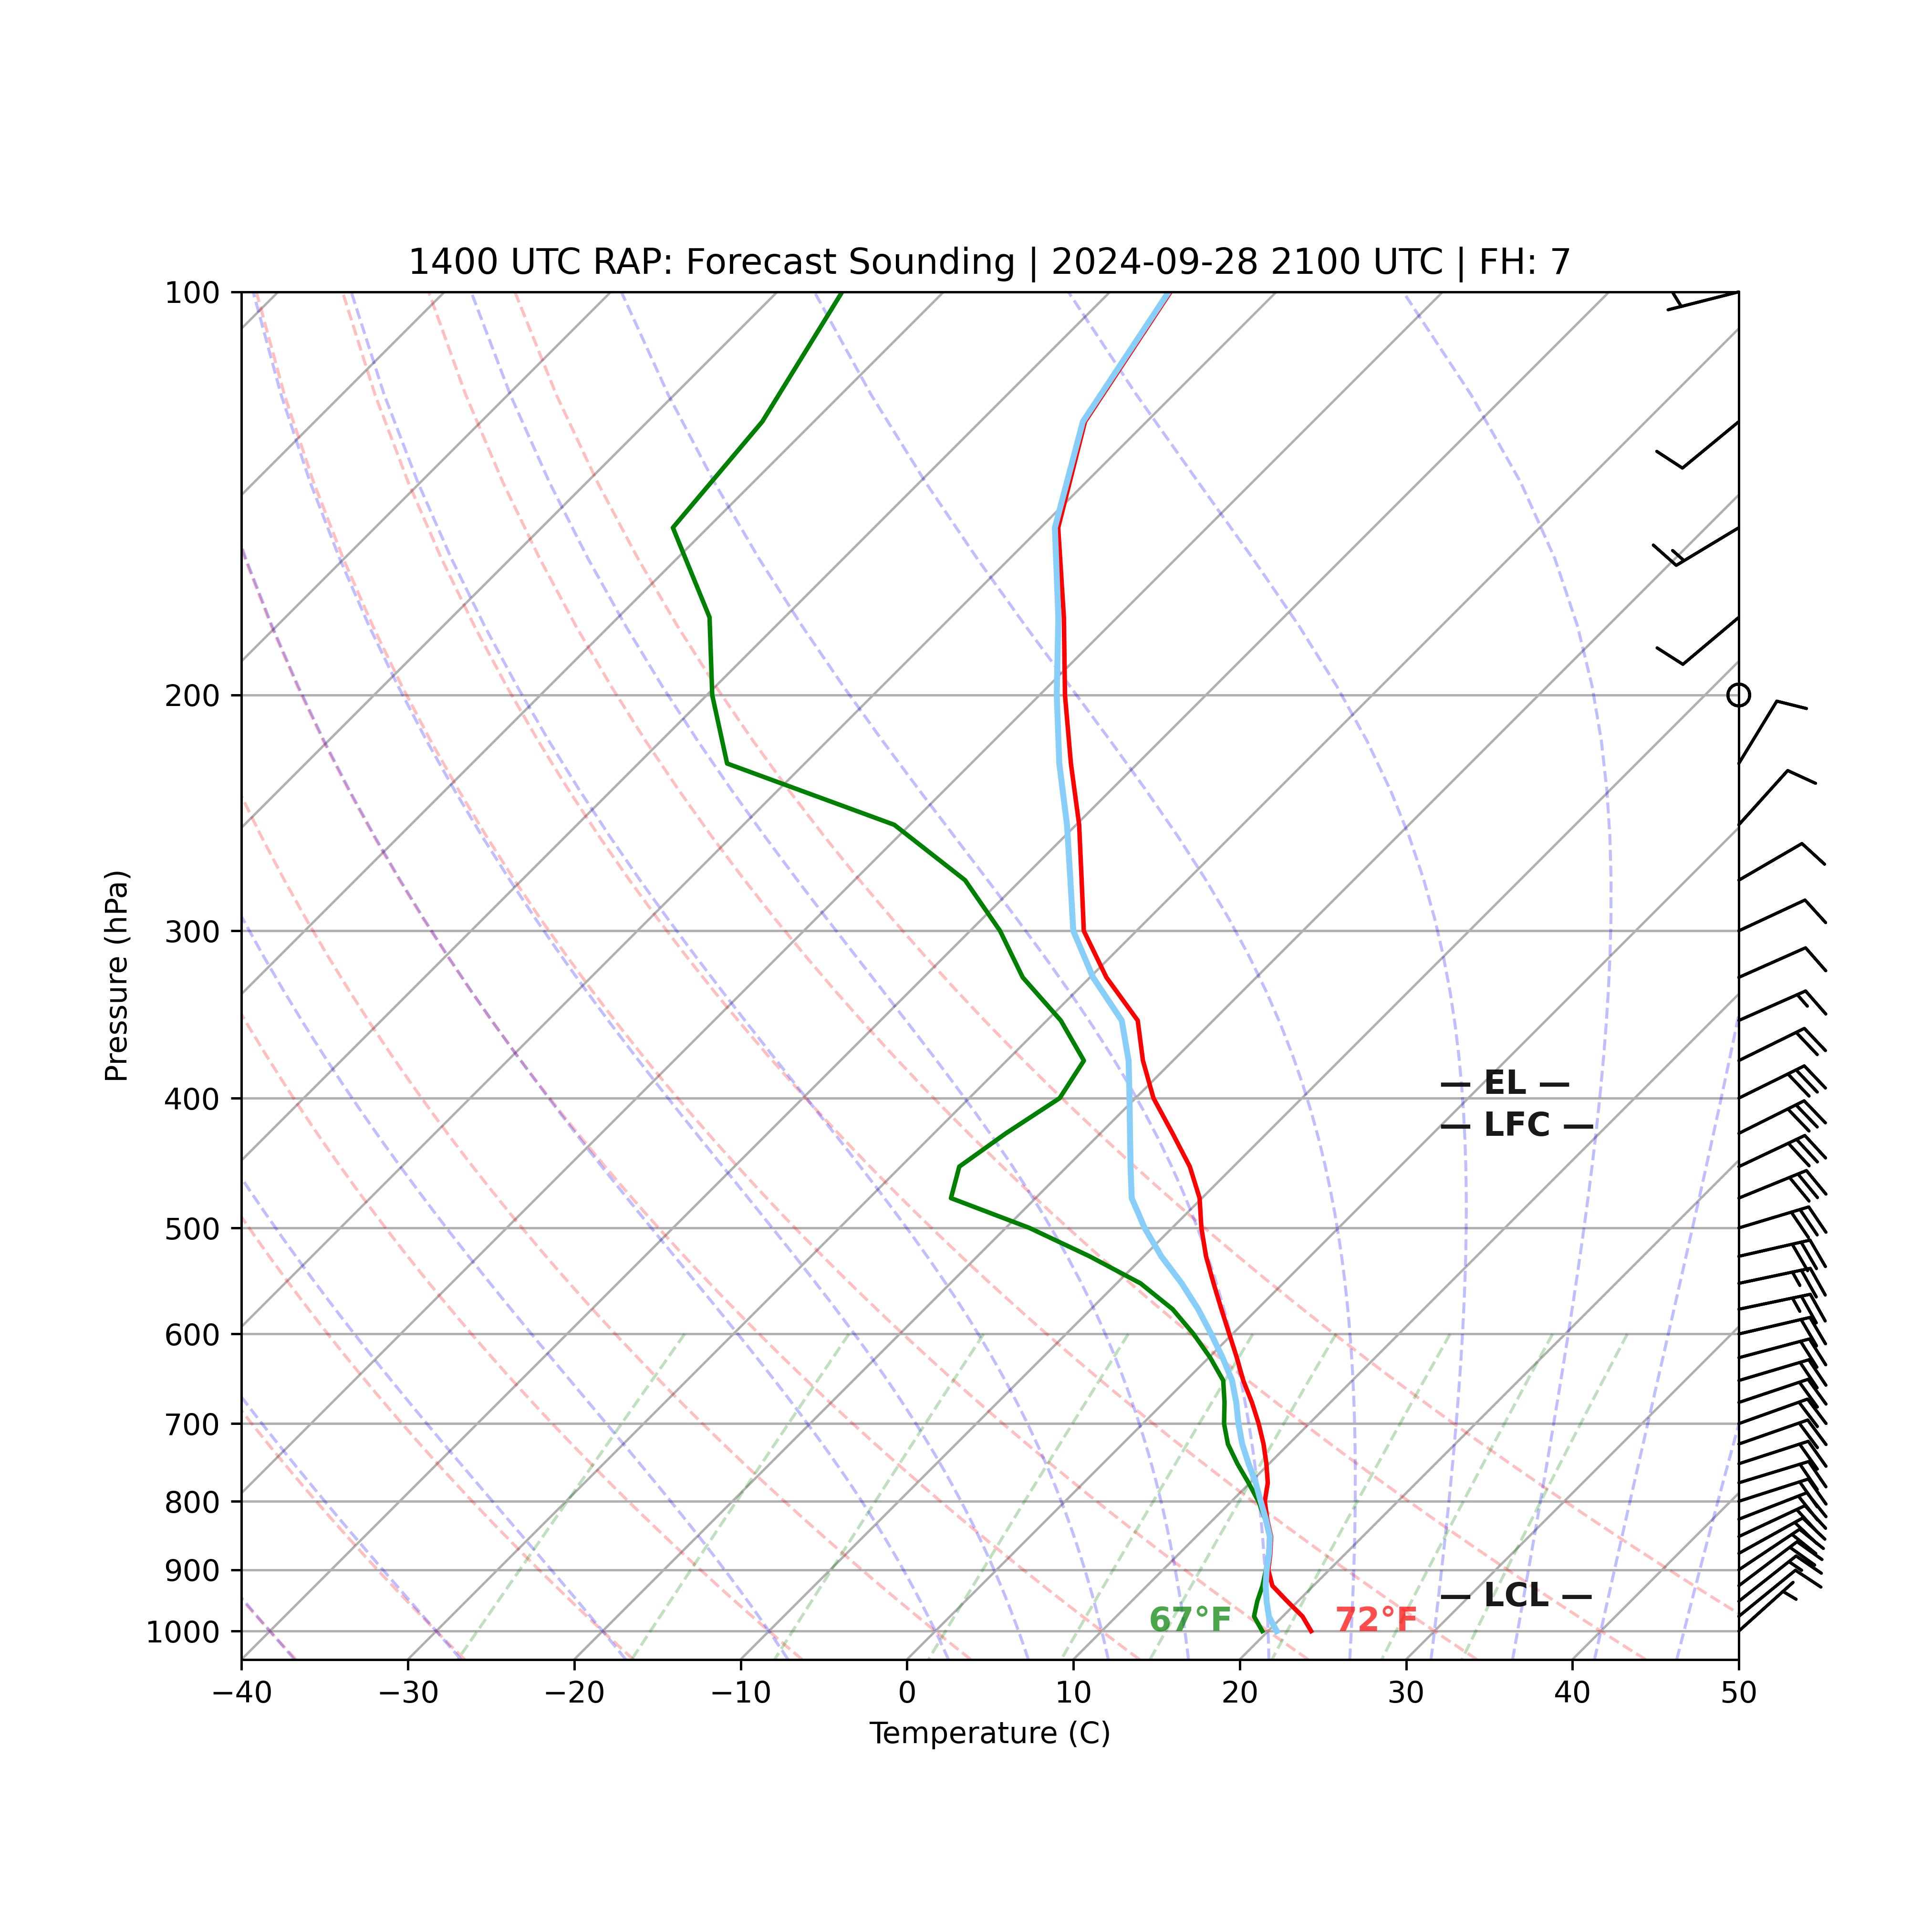 1400 UTC RAP: Forecast Sounding | 2024-09-28 2100 UTC | FH: 7
100
200
300
Pressure (hPa)
— EL —
400
— LFC —
500
600
700
800
900
— LCL —
67°F 72°F
1000
−40 −30 −20 −10 0 10 20 30 40 50
Temperature (C)